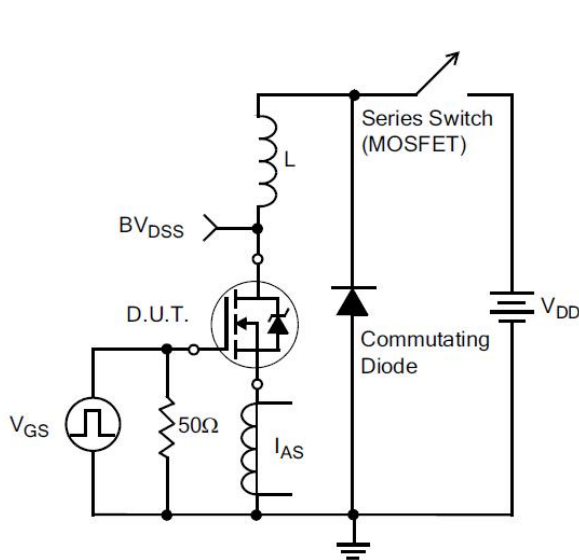 Series Switch
(MOSFET)
L
BVDSS
D.U.T.
VDD
Commutating
Diode
VGS
50Ω
IAS